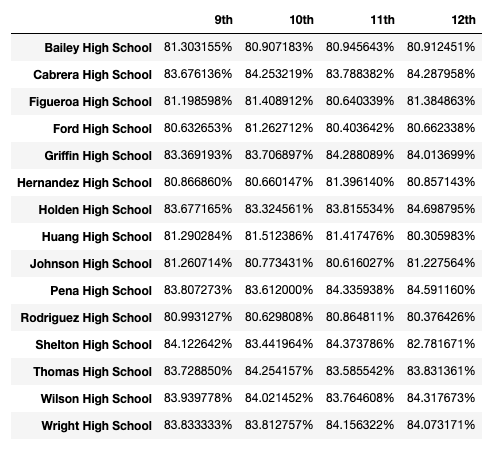 9th 10th 11th 12th
Bailey High School 81.303155% 80.907183% 80.945643% 80.912451%
Cabrera High School 83.676136% 84.253219% 83.788382% 84.287958%
Figueroa High School 81.198598% 81.408912% 80.640339% 81.384863%
Ford High School 80.632653% 81.262712% 80.403642% 80.662338%
Griffin High School 83.369193% 83.706897% 84.288089% 84.013699%
Hernandez High School 80.866860% 80.660147% 81.396140% 80.857143%
Holden High School 83.677165% 83.324561% 83.815534% 84.698795%
Huang High School 81.290284% 81.512386% 81.417476% 80.305983%
Johnson High School 81.260714% 80.773431% 80.616027% 81.227564%
Pena High School 83.807273% 83.612000% 84.335938% 84.591160%
Rodriguez High School 80.993127% 80.629808% 80.864811% 80.376426%
Shelton High School 84.122642% 83.441964% 84.373786% 82.781671%
Thomas High School 83.728850% 84.254157% 83.585542% 83.831361%
Wilson High School 83.939778% 84.021452% 83.764608% 84.317673%
Wright High School 83.833333% 83.812757% 84.156322% 84.073171%